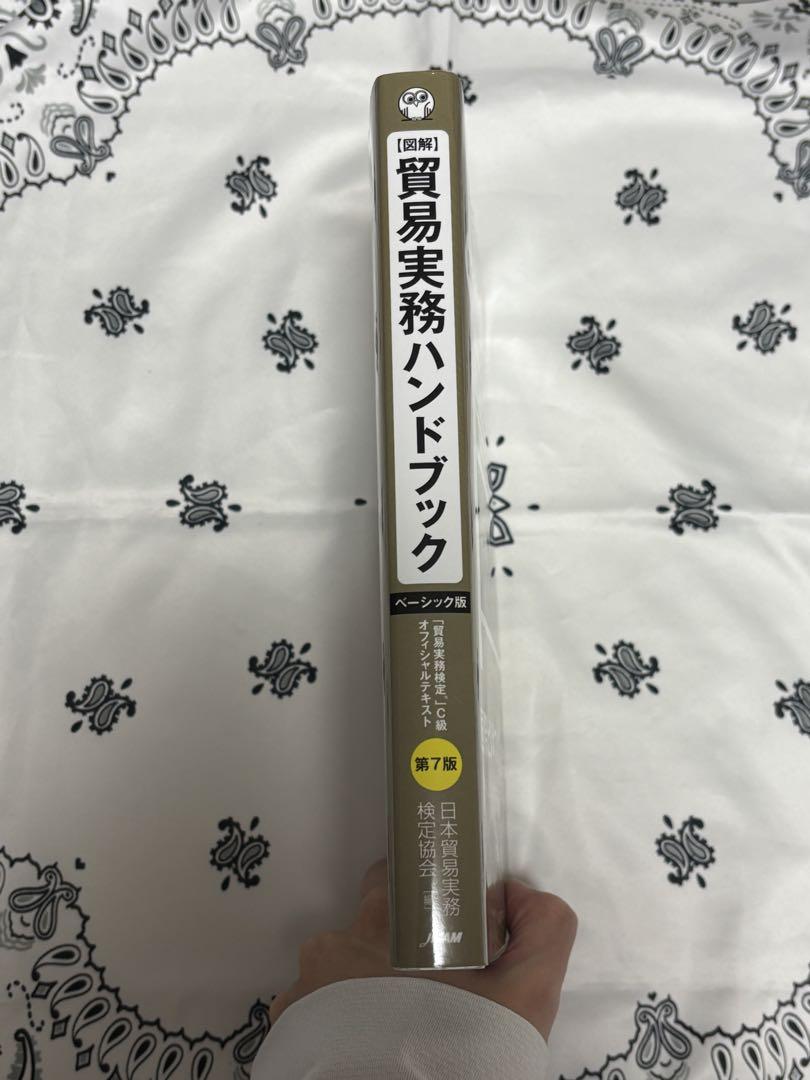 【図解】
貿易実務ハンドブック
ベーシック版
「貿易実務検定®」C級
オフィシャルテキスト
第7版
日本貿易実務
検定協会®[編]
JMAM